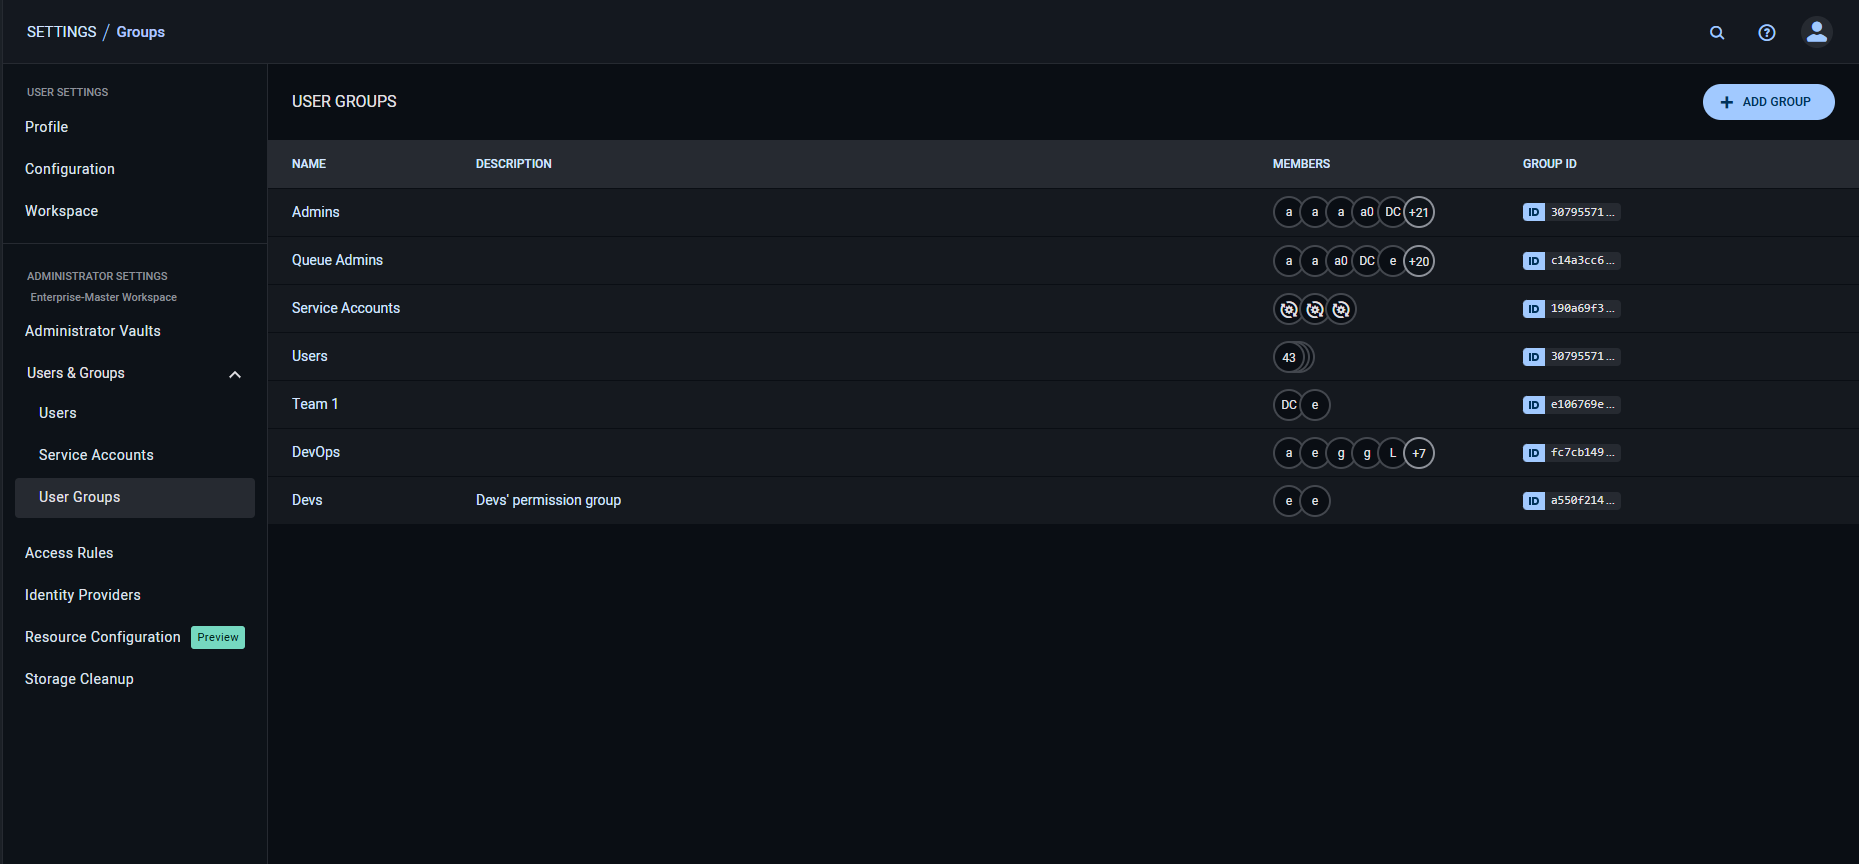 SETTINGS / Groups
USER SETTINGS
Profile
Configuration
Workspace
ADMINISTRATOR SETTINGS
Enterprise-Master Workspace
Administrator Vaults
Users & Groups
Users
Service Accounts
User Groups
Access Rules
Identity Providers
Resource Configuration Preview
Storage Cleanup
USER GROUPS
+ ADD GROUP
NAME DESCRIPTION MEMBERS GROUP ID
Admins a a a a0 DC +21 ID 30795571...
Queue Admins a a a0 DC e +20 ID c14a3cc6...
Service Accounts ID 190a69f3...
Users 43 ID 30795571...
Team 1 DC e ID e106769e...
DevOps a e g g L +7 ID fc7cb149...
Devs Devs' permission group e e ID a550f214...